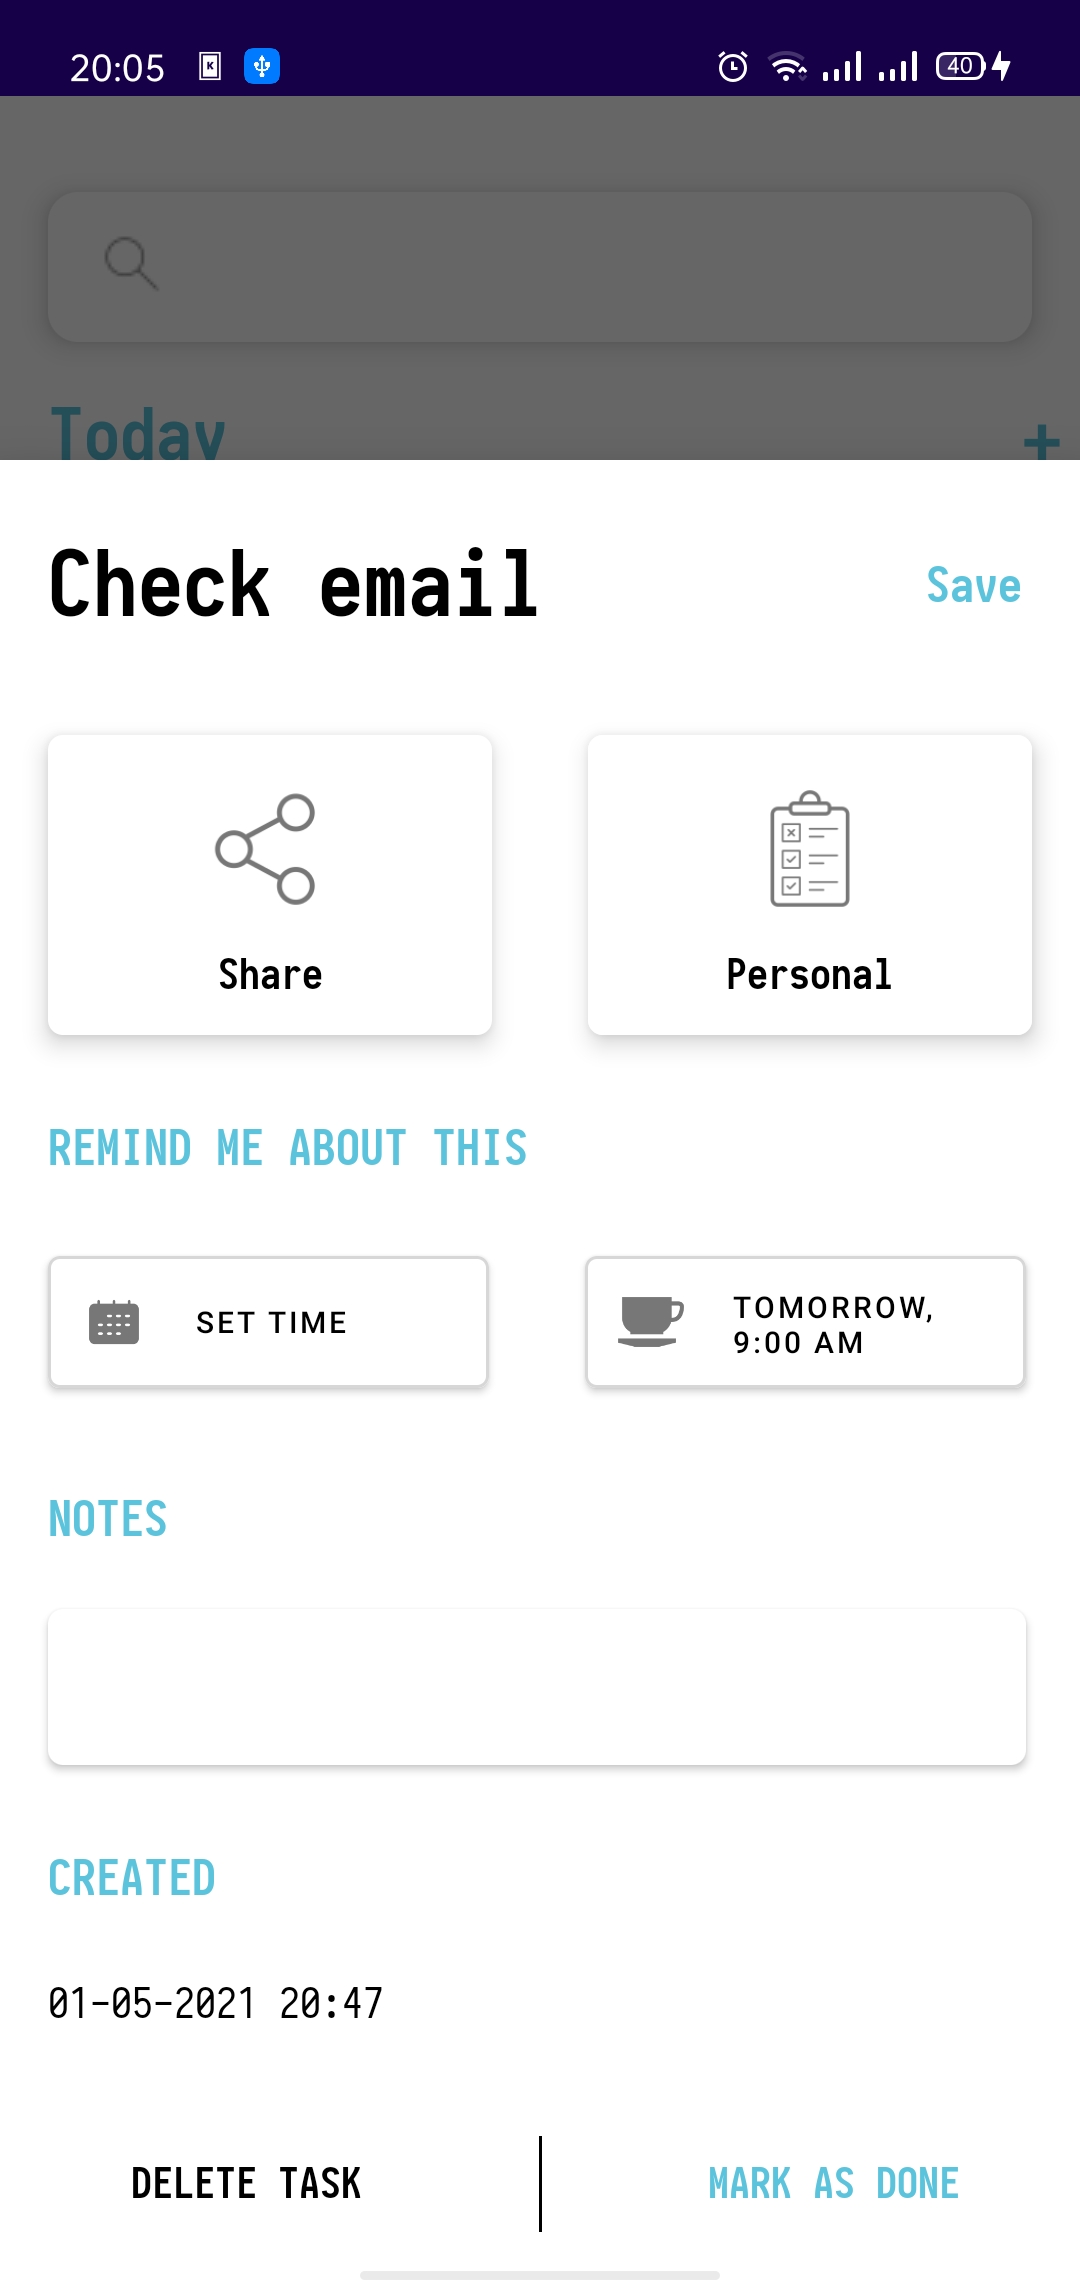 20:05
40
Today
+
Check email
Save
Share
Personal
REMIND ME ABOUT THIS
SET TIME
TOMORROW,
9:00 AM
NOTES
CREATED
01-05-2021 20:47
DELETE TASK
MARK AS DONE